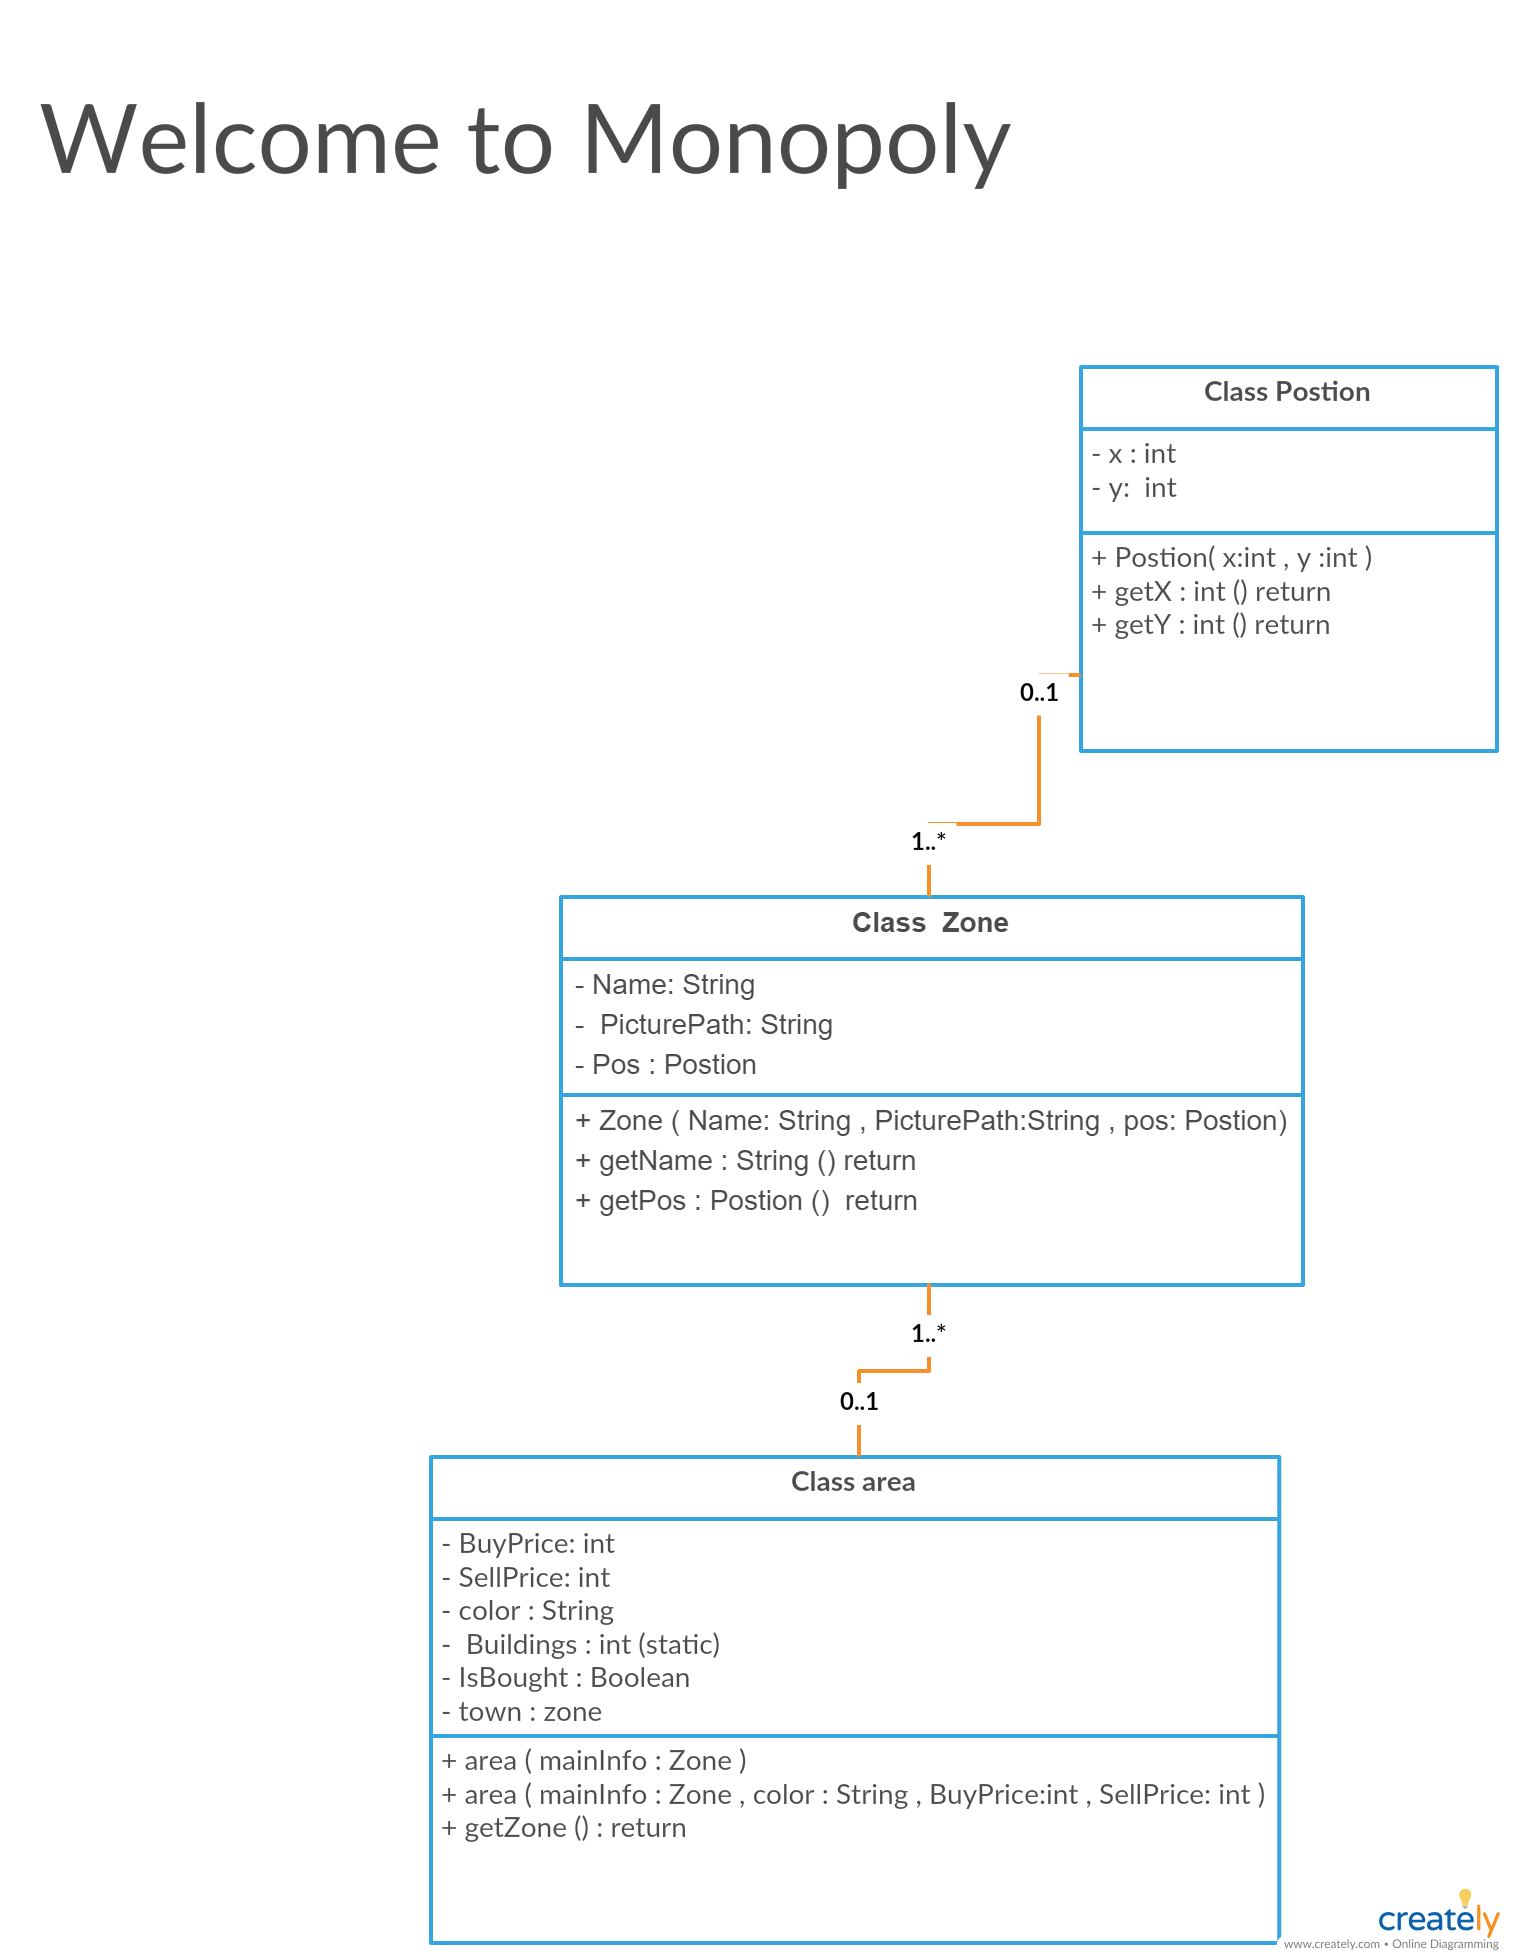 Welcome to Monopoly
Class Postion
- x : int
- y:  int
+ Postion( x:int , y :int )
+ getX : int () return
+ getY : int () return
0..1
1..*
Class  Zone
- Name: String
-  PicturePath: String
- Pos : Postion
+ Zone ( Name: String , PicturePath:String , pos: Postion)
+ getName : String () return
+ getPos : Postion ()  return
1..*
0..1
Class area
- BuyPrice: int
- SellPrice: int
- color : String
-  Buildings : int (static)
- IsBought : Boolean
- town : zone
+ area ( mainInfo : Zone )
+ area ( mainInfo : Zone , color : String , BuyPrice:int , SellPrice: int )
+ getZone () : return
creately
www.creately.com • Online Diagramming